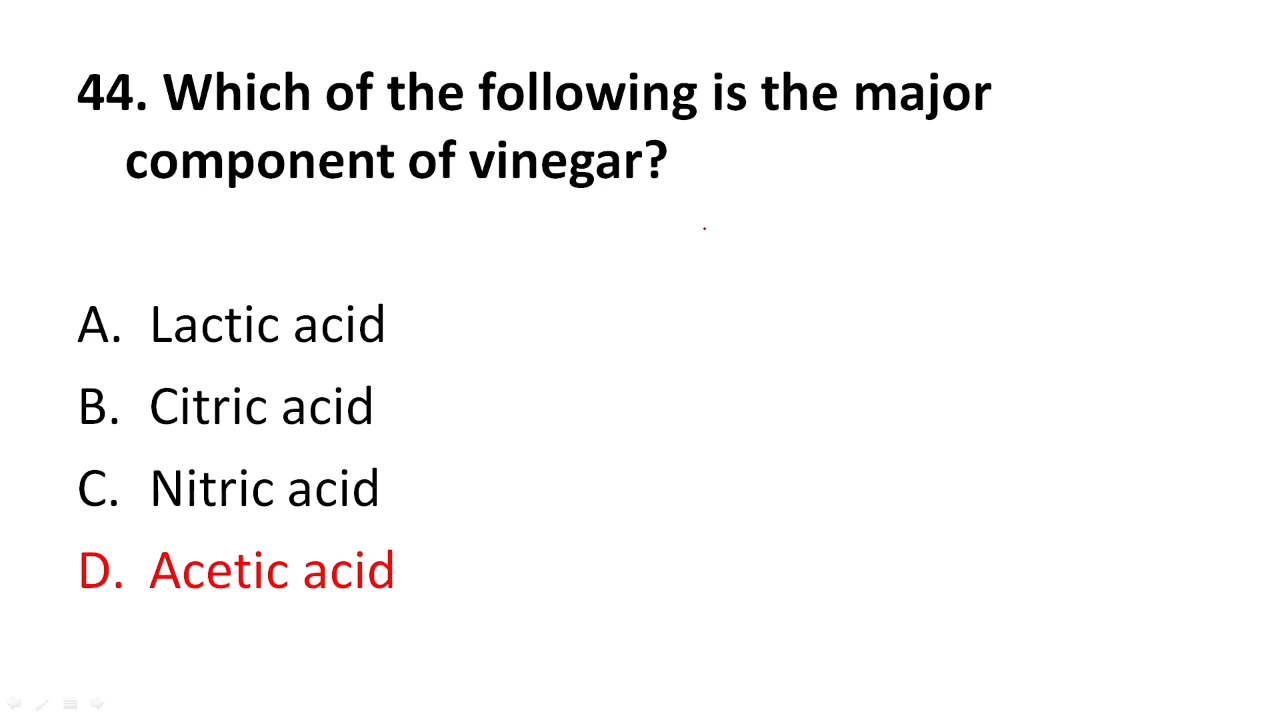 44. Which of the following is the major
component of vinegar?
A. Lactic acid
B. Citric acid
C. Nitric acid
D. Acetic acid